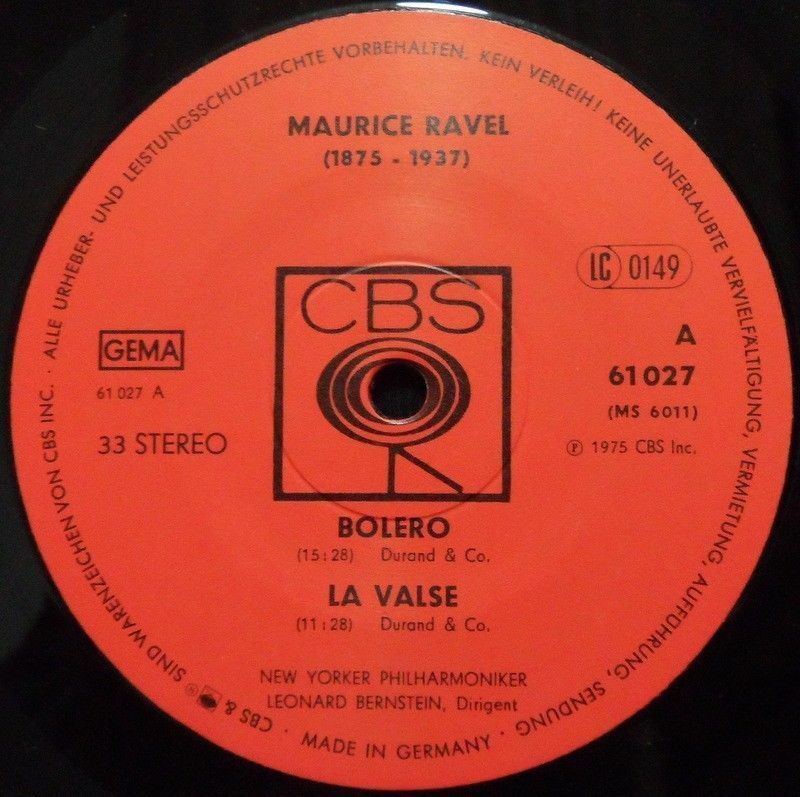 ALLE URHEBER- UND LEISTUNGSSCHUTZRECHTE VORBEHALTEN. KEIN VERLEIH! KEINE UNERLAUBTE VERVIELFÄLTIGUNG, VERMIETUNG, AUFFÜHRUNG, SENDUNG · MADE IN GERMANY · CBS & ® SIND WARENZEICHEN VON CBS INC. ·
MAURICE RAVEL
(1875 - 1937)
LC 0149
CBS
GEMA
61 027 A
33 STEREO
A
61 027
(MS 6011)
℗ 1975 CBS Inc.
BOLERO
(15:28) Durand & Co.
LA VALSE
(11:28) Durand & Co.
NEW YORKER PHILHARMONIKER
LEONARD BERNSTEIN, Dirigent